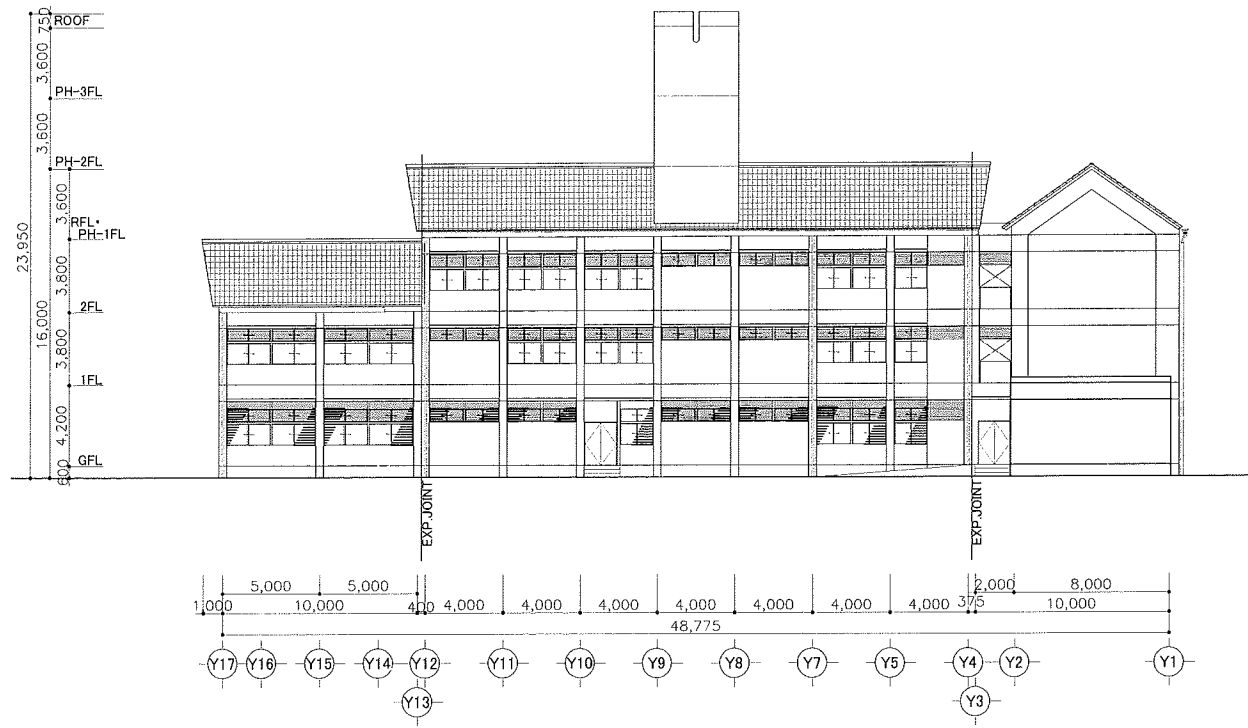 ROOF
PH-3FL
PH-2FL
RFL・
PH-1FL
2FL
1FL
GFL
750
3,600
3,600
3,600
3,800
3,800
4,200
600
23,950
16,000
EXP.JOINT
EXP.JOINT
5,000
5,000
2,000
8,000
1,000
10,000
400
4,000
4,000
4,000
4,000
4,000
4,000
4,000
375
10,000
48,775
Y17
Y16
Y15
Y14
Y12
Y11
Y10
Y9
Y8
Y7
Y5
Y4
Y2
Y1
Y13
Y3